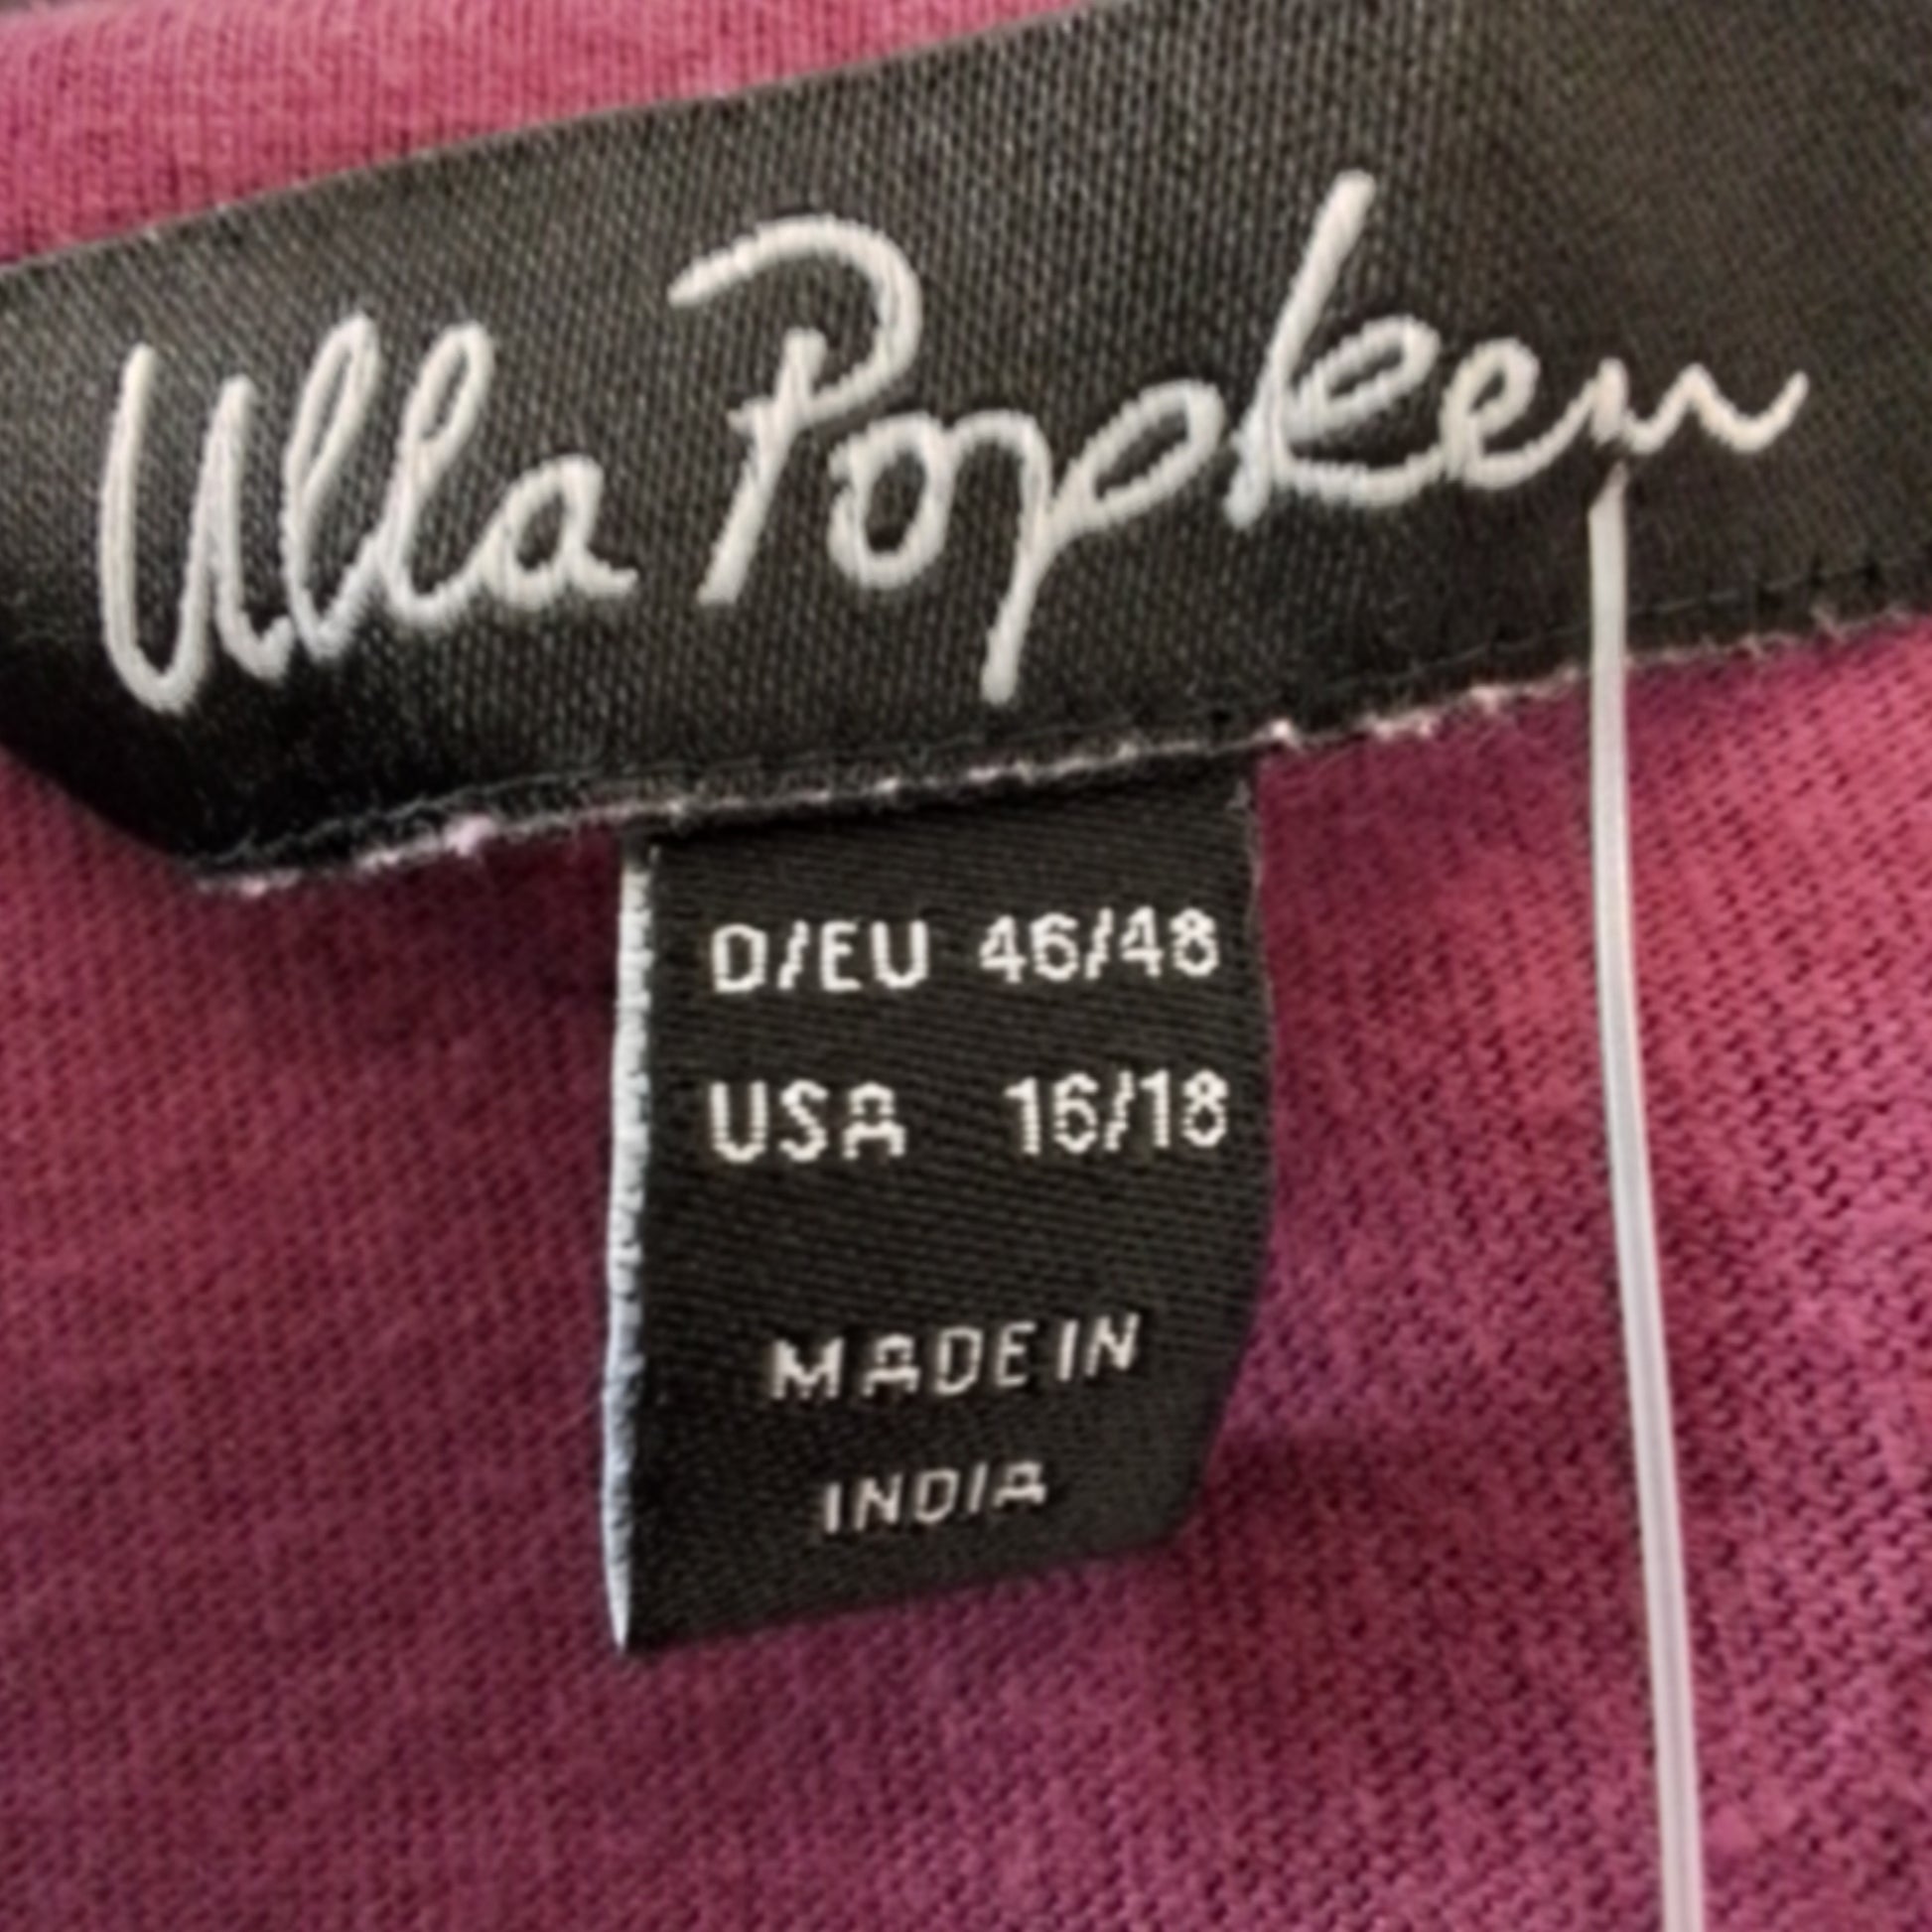 Ulla Popken
D/EU 46/48
USA 16/18
MADE IN
INDIA